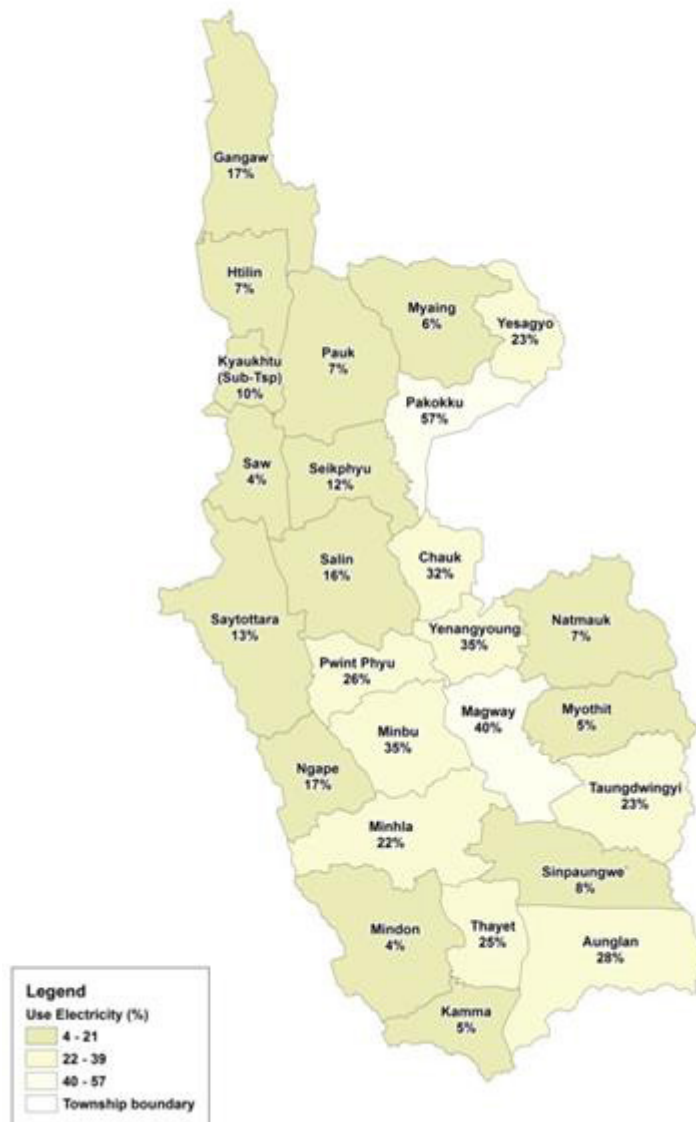 Gangaw
17%
Htilin
7%
Myaing
6%
Yesagyo
23%
Kyaukhtu
(Sub-Tsp)
10%
Pauk
7%
Pakokku
57%
Saw
4%
Seikphyu
12%
Salin
16%
Chauk
32%
Saytottara
13%
Yenangyoung
35%
Natmauk
7%
Pwint Phyu
26%
Magway
40%
Myothit
5%
Minbu
35%
Ngape
17%
Taungdwingyi
23%
Minhla
22%
Sinpaungwe`
8%
Mindon
4%
Thayet
25%
Aunglan
28%
Kamma
5%
Legend
Use Electricity (%)
4 - 21
22 - 39
40 - 57
Township boundary